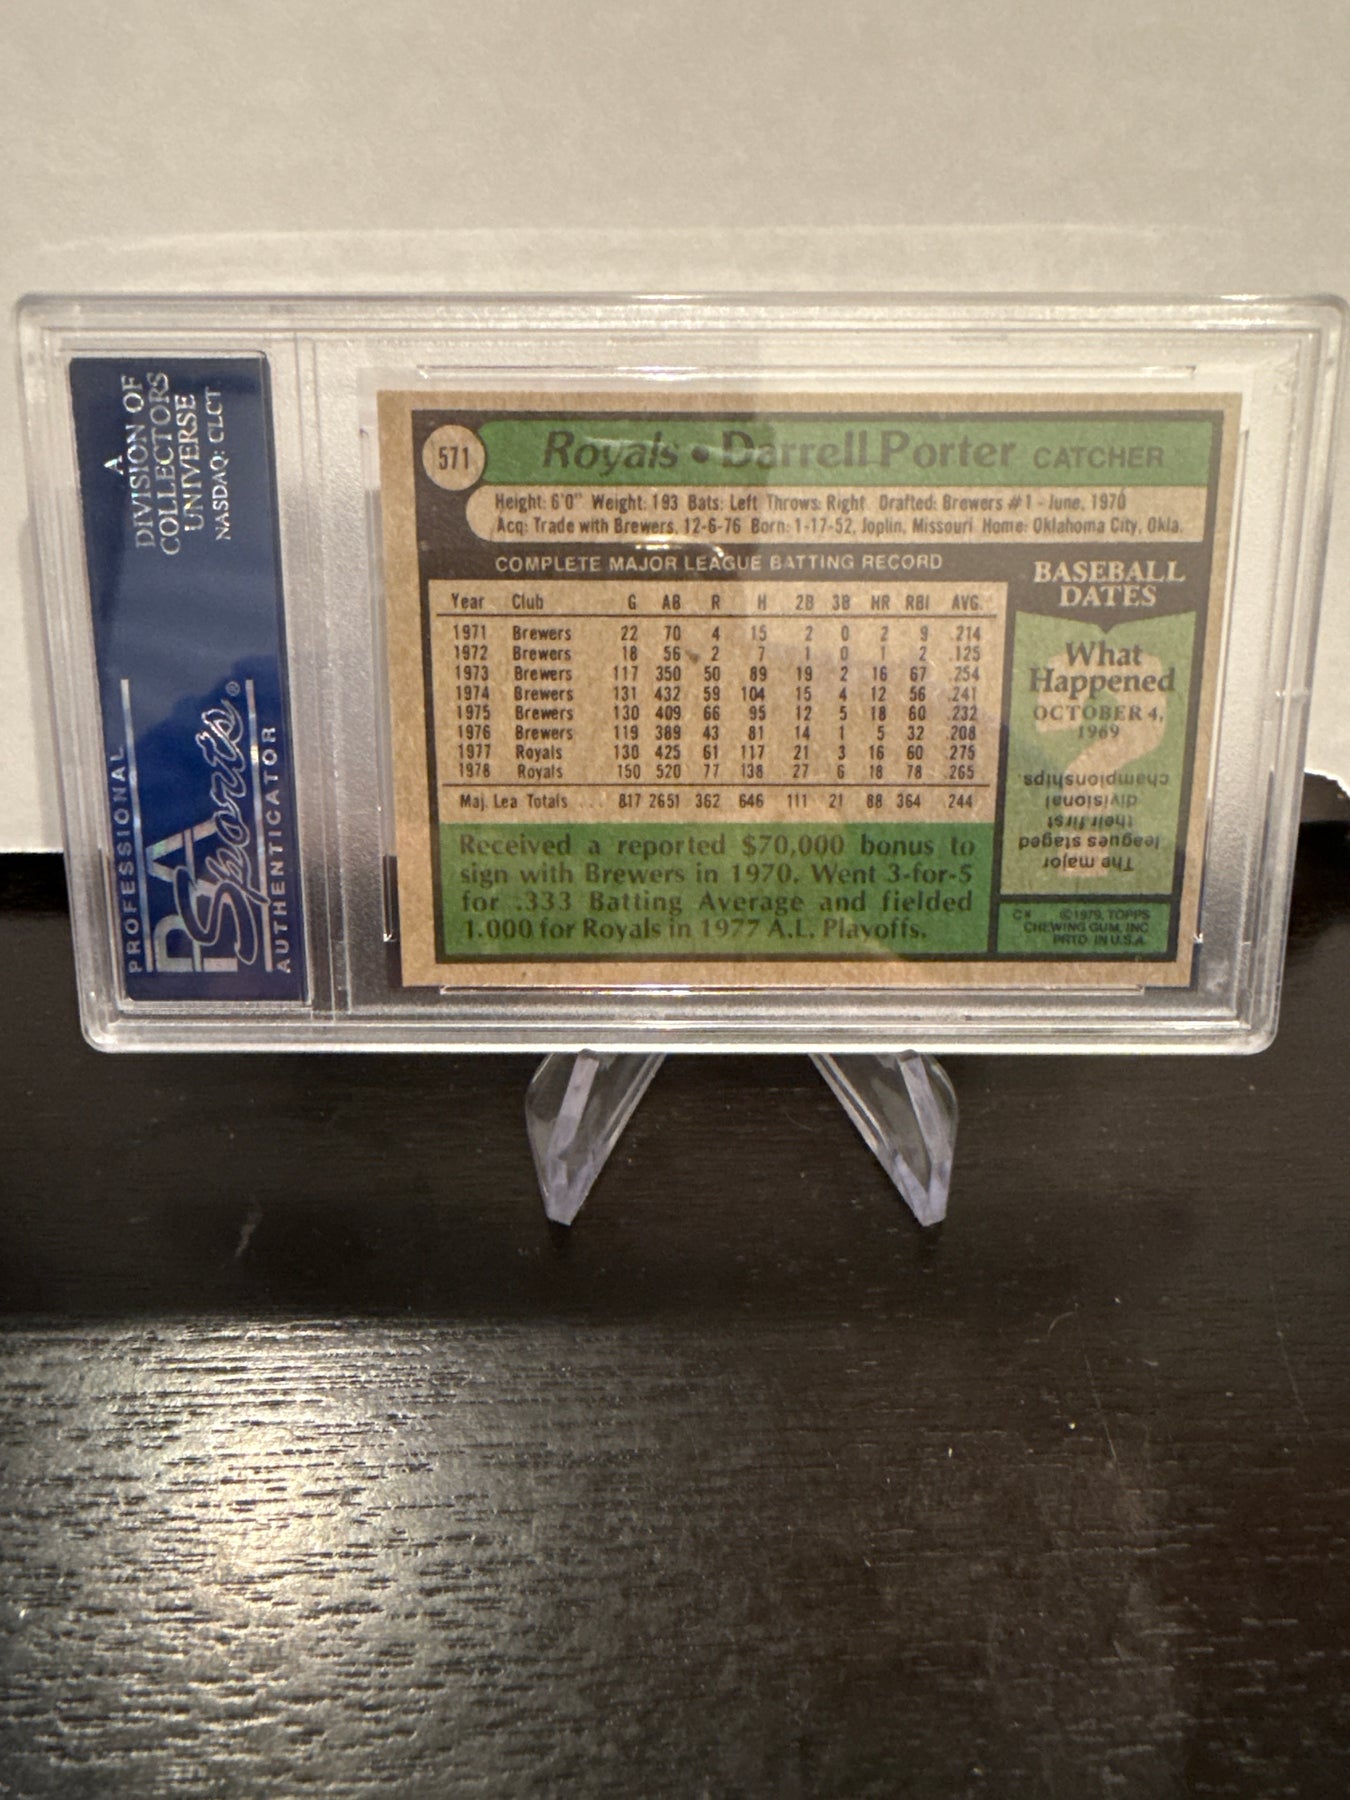 A
DIVISION OF
COLLECTORS
UNIVERSE
NASDAQ: CLCT
PROFESSIONAL
PSA
Sports®
AUTHENTICATOR
571
Royals • Darrell Porter CATCHER
Height: 6'0" Weight: 193 Bats: Left Throws: Right Drafted: Brewers #1 - June, 1970
Acq: Trade with Brewers, 12-6-76 Born: 1-17-52, Joplin, Missouri Home: Oklahoma City, Okla.
COMPLETE MAJOR LEAGUE BATTING RECORD
Year Club G AB R H 2B 3B HR RBI AVG.
1971 Brewers 22 70 4 15 2 0 2 9 .214
1972 Brewers 18 56 2 7 1 0 1 2 .125
1973 Brewers 117 350 50 89 19 2 16 67 .254
1974 Brewers 131 432 59 104 15 4 12 56 .241
1975 Brewers 130 409 66 95 12 5 18 60 .232
1976 Brewers 119 389 43 81 14 1 5 32 .208
1977 Royals 130 425 61 117 21 3 16 60 .275
1978 Royals 150 520 77 138 27 6 18 78 .265
Maj. Lea Totals ... 817 2651 362 646 111 21 88 364 .244
Received a reported $70,000 bonus to
sign with Brewers in 1970. Went 3-for-5
for .333 Batting Average and fielded
1.000 for Royals in 1977 A.L. Playoffs.
BASEBALL
DATES
What
Happened
OCTOBER 4,
1969
?
The major
leagues staged
their first
divisional
championships.
C* ©1979, TOPPS
CHEWING GUM, INC
PRTD. IN U.S.A.